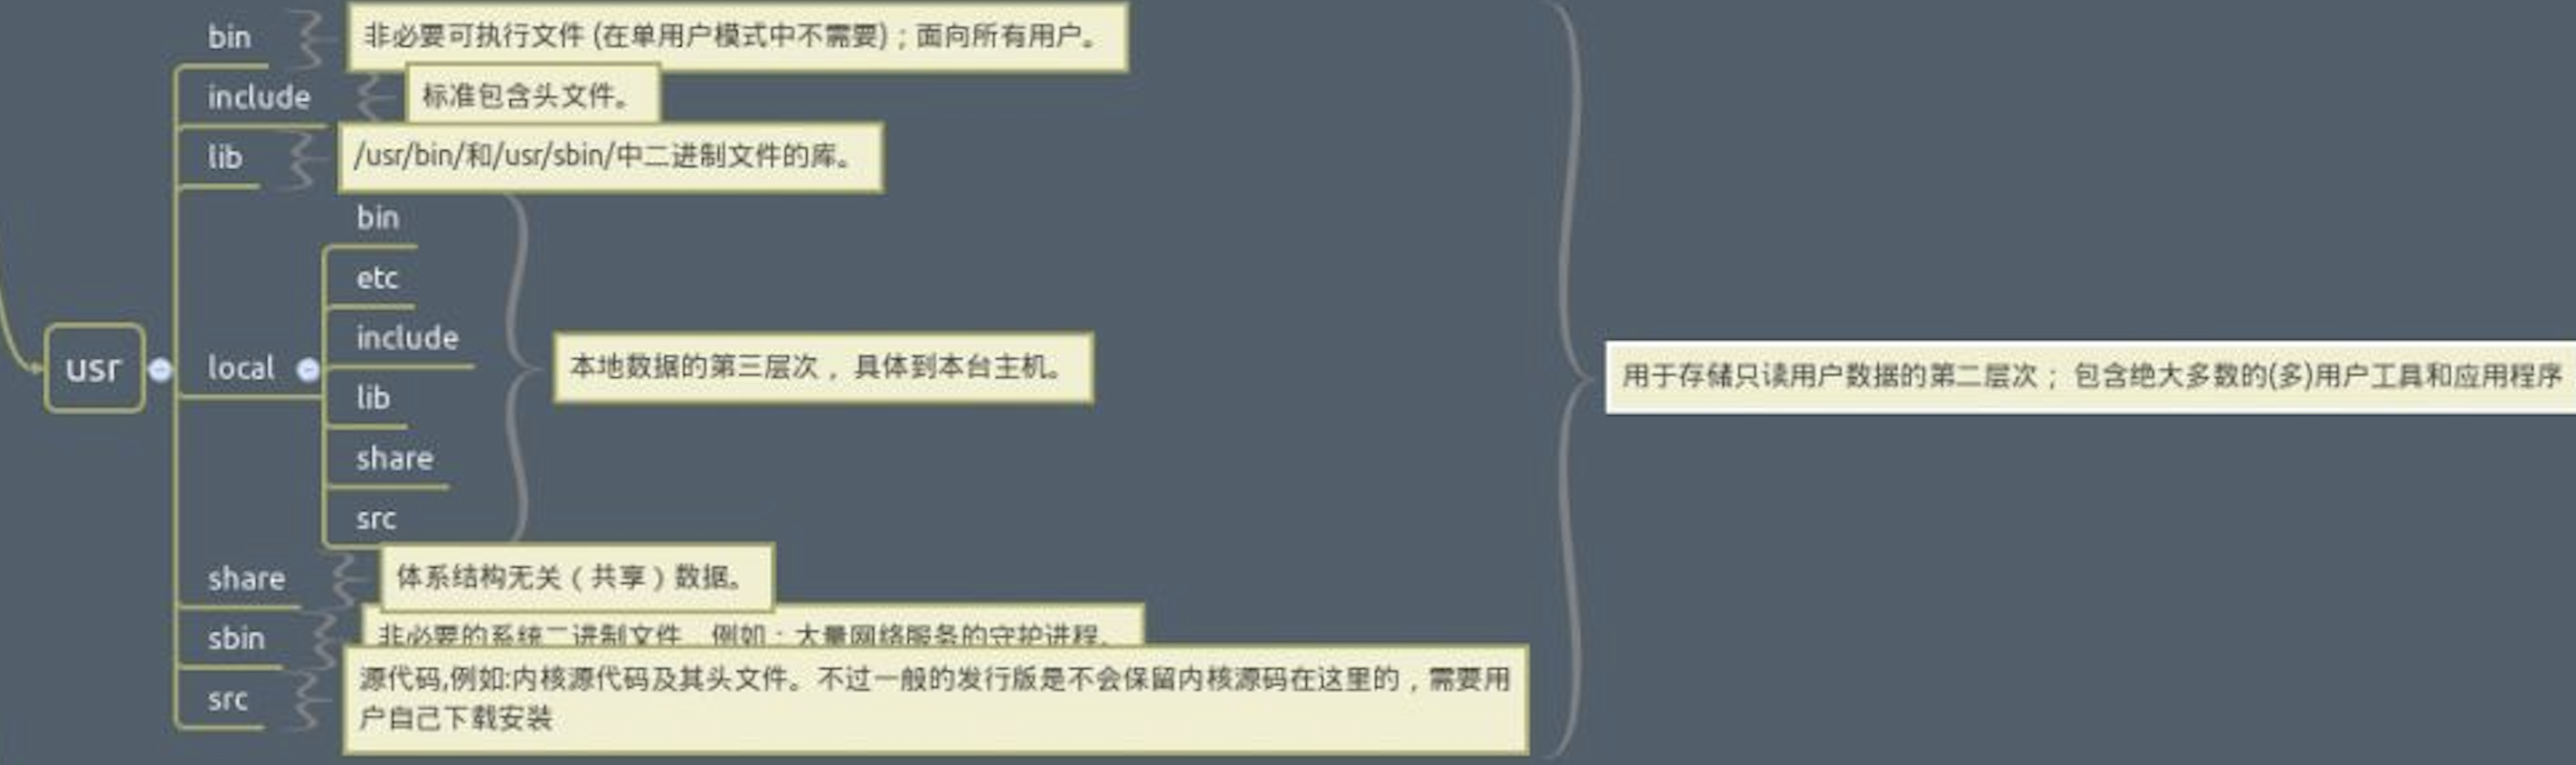 bin
非必要可执行文件 (在单用户模式中不需要)；面向所有用户。
include
标准包含头文件。
lib
/usr/bin/和/usr/sbin/中二进制文件的库。
bin
etc
include
lib
share
src
usr
local
本地数据的第三层次， 具体到本台主机。
用于存储只读用户数据的第二层次； 包含绝大多数的(多)用户工具和应用程序
share
体系结构无关（共享）数据。
sbin
非必要的系统二进制文件，例如：大量网络服务的守护进程。
src
源代码,例如:内核源代码及其头文件。不过一般的发行版是不会保留内核源码在这里的，需要用
户自己下载安装